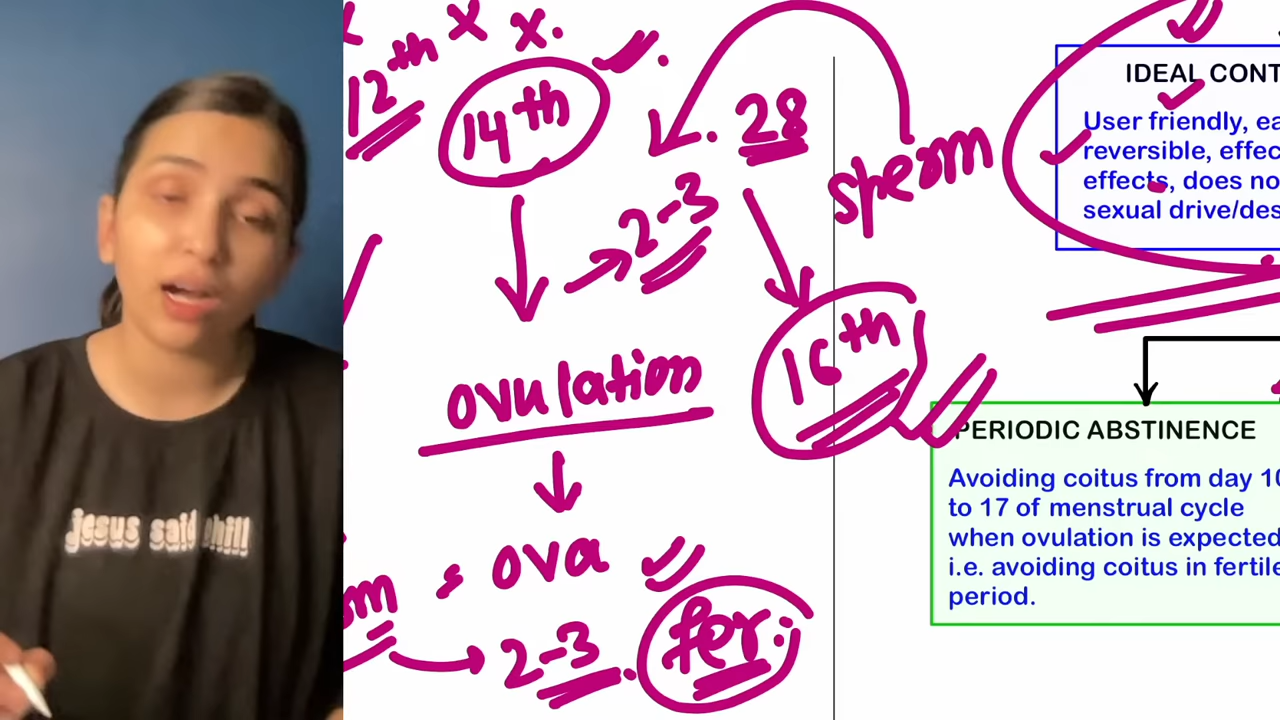 12th x x.
14th
28
sperm
2-3
16th
ovulation
ova
2-3. fer.
jesus said chill
IDEAL CONT
User friendly, ea
reversible, effec
effects, does no
sexual drive/des
PERIODIC ABSTINENCE
Avoiding coitus from day 10
to 17 of menstrual cycle
when ovulation is expected
i.e. avoiding coitus in fertile
period.